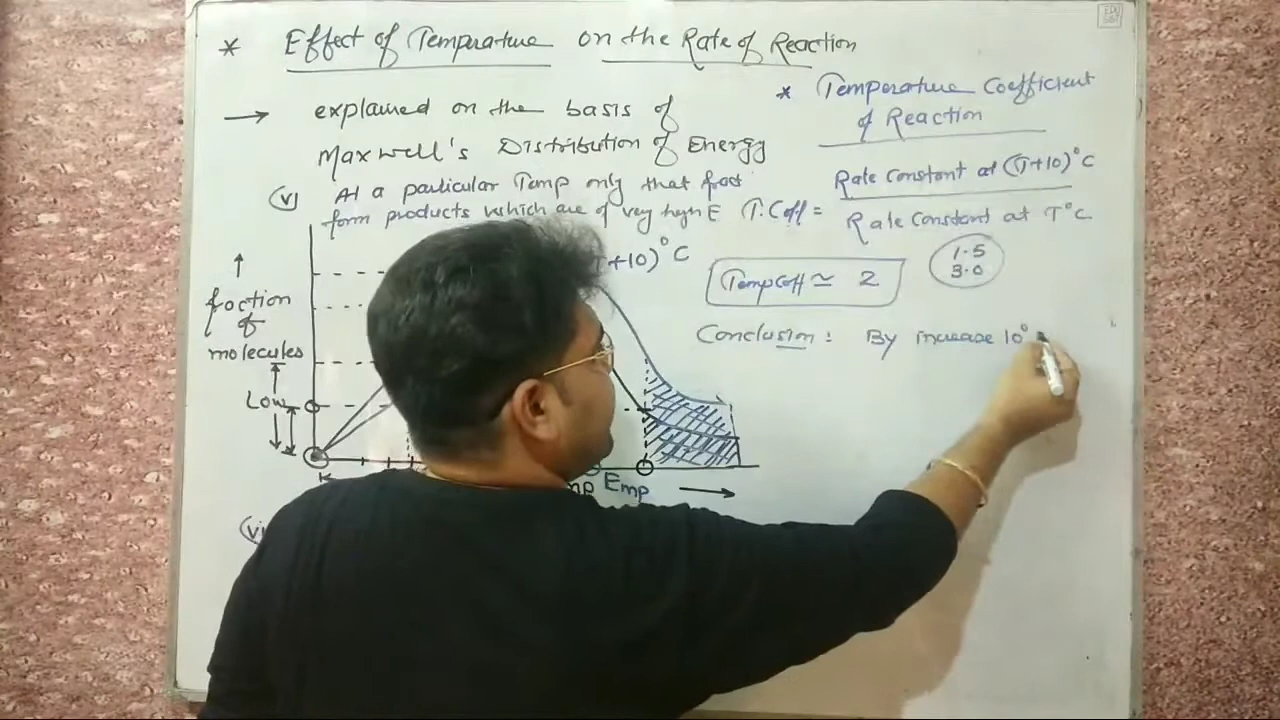 * Effect of Temperature on the Rate of Reaction
→ explained on the basis of
Maxwell's Distribution of Energy
(v) At a particular Temp only that fract
form products which are of very high E
↑
fraction
of
molecules
Low
+10)°C
mp Emp
* Temperature Coefficient
of Reaction
T. Coff = Rate Constant at (T+10)°C
Rate Constant at T°C
Temp Coff ≃ 2
1.5
3.0
Conclusion : By increase 10°